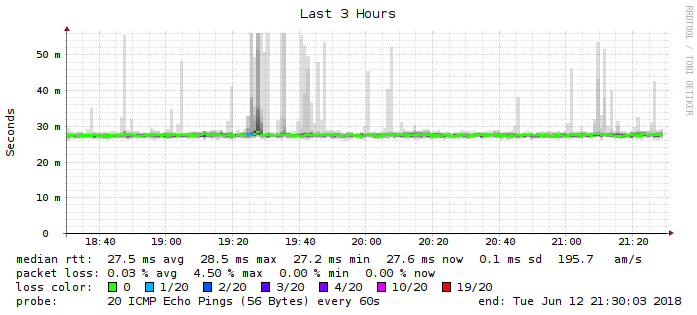 Last 3 Hours
RRDTOOL / TOBI OETIKER
Seconds
50 m
40 m
30 m
20 m
10 m
0
18:40 19:00 19:20 19:40 20:00 20:20 20:40 21:00 21:20
median rtt: 27.5 ms avg 28.5 ms max 27.2 ms min 27.6 ms now 0.1 ms sd 195.7 am/s
packet loss: 0.03 % avg 4.50 % max 0.00 % min 0.00 % now
loss color: 0 1/20 2/20 3/20 4/20 10/20 19/20
probe: 20 ICMP Echo Pings (56 Bytes) every 60s end: Tue Jun 12 21:30:03 2018